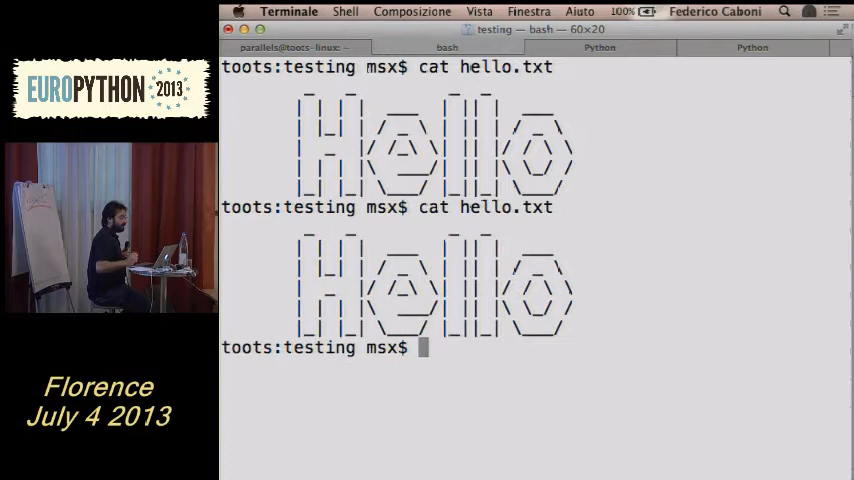 Terminale Shell Composizione Vista Finestra Aiuto 100% Federico Caboni
testing — bash — 60×20
parallels@toots-linux: ~ bash Python Python
EUROPYTHON 2013
toots:testing msx$ cat hello.txt
Hello
toots:testing msx$ cat hello.txt
Hello
toots:testing msx$
Florence
July 4 2013